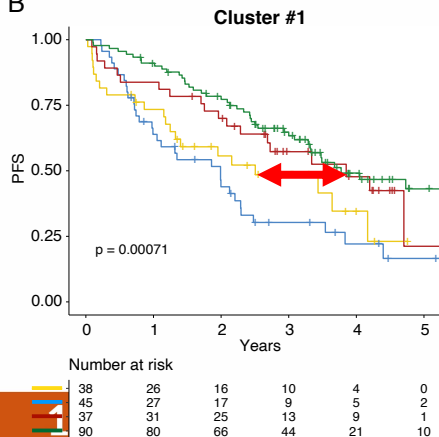 B
Cluster #1
1.00
0.75
0.50
0.25
0.00
PFS
p = 0.00071
0 1 2 3 4 5
Years
Number at risk
38 26 16 10 4 0
45 27 17 9 5 2
37 31 25 13 9 1
90 80 66 44 21 10
1